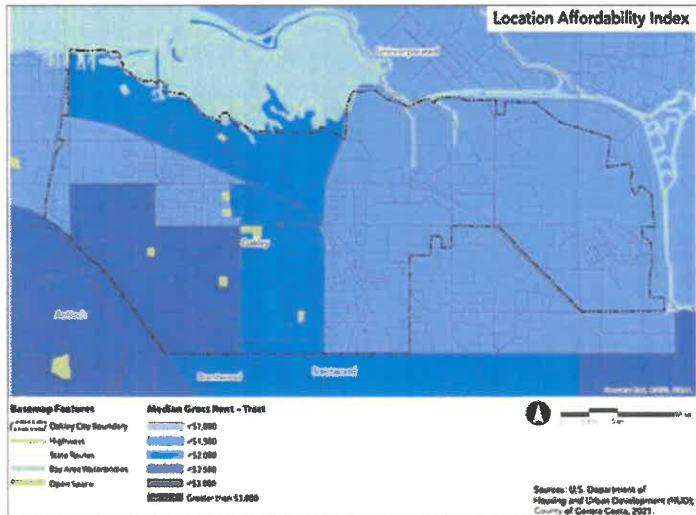 Location Affordability Index
Unincorporated
Oakley
Antioch
Brentwood
Brentwood
Basemap Features
Oakley City Boundary
Highways
State Routes
Bay Area Waterbodies
Open Space
Median Gross Rent - Tract
<$1,000
<$1,500
<$2,000
<$2,500
<$3,000
Greater than $3,000
Sources: U.S. Department of
Housing and Urban Development (HUD);
County of Contra Costa, 2021.